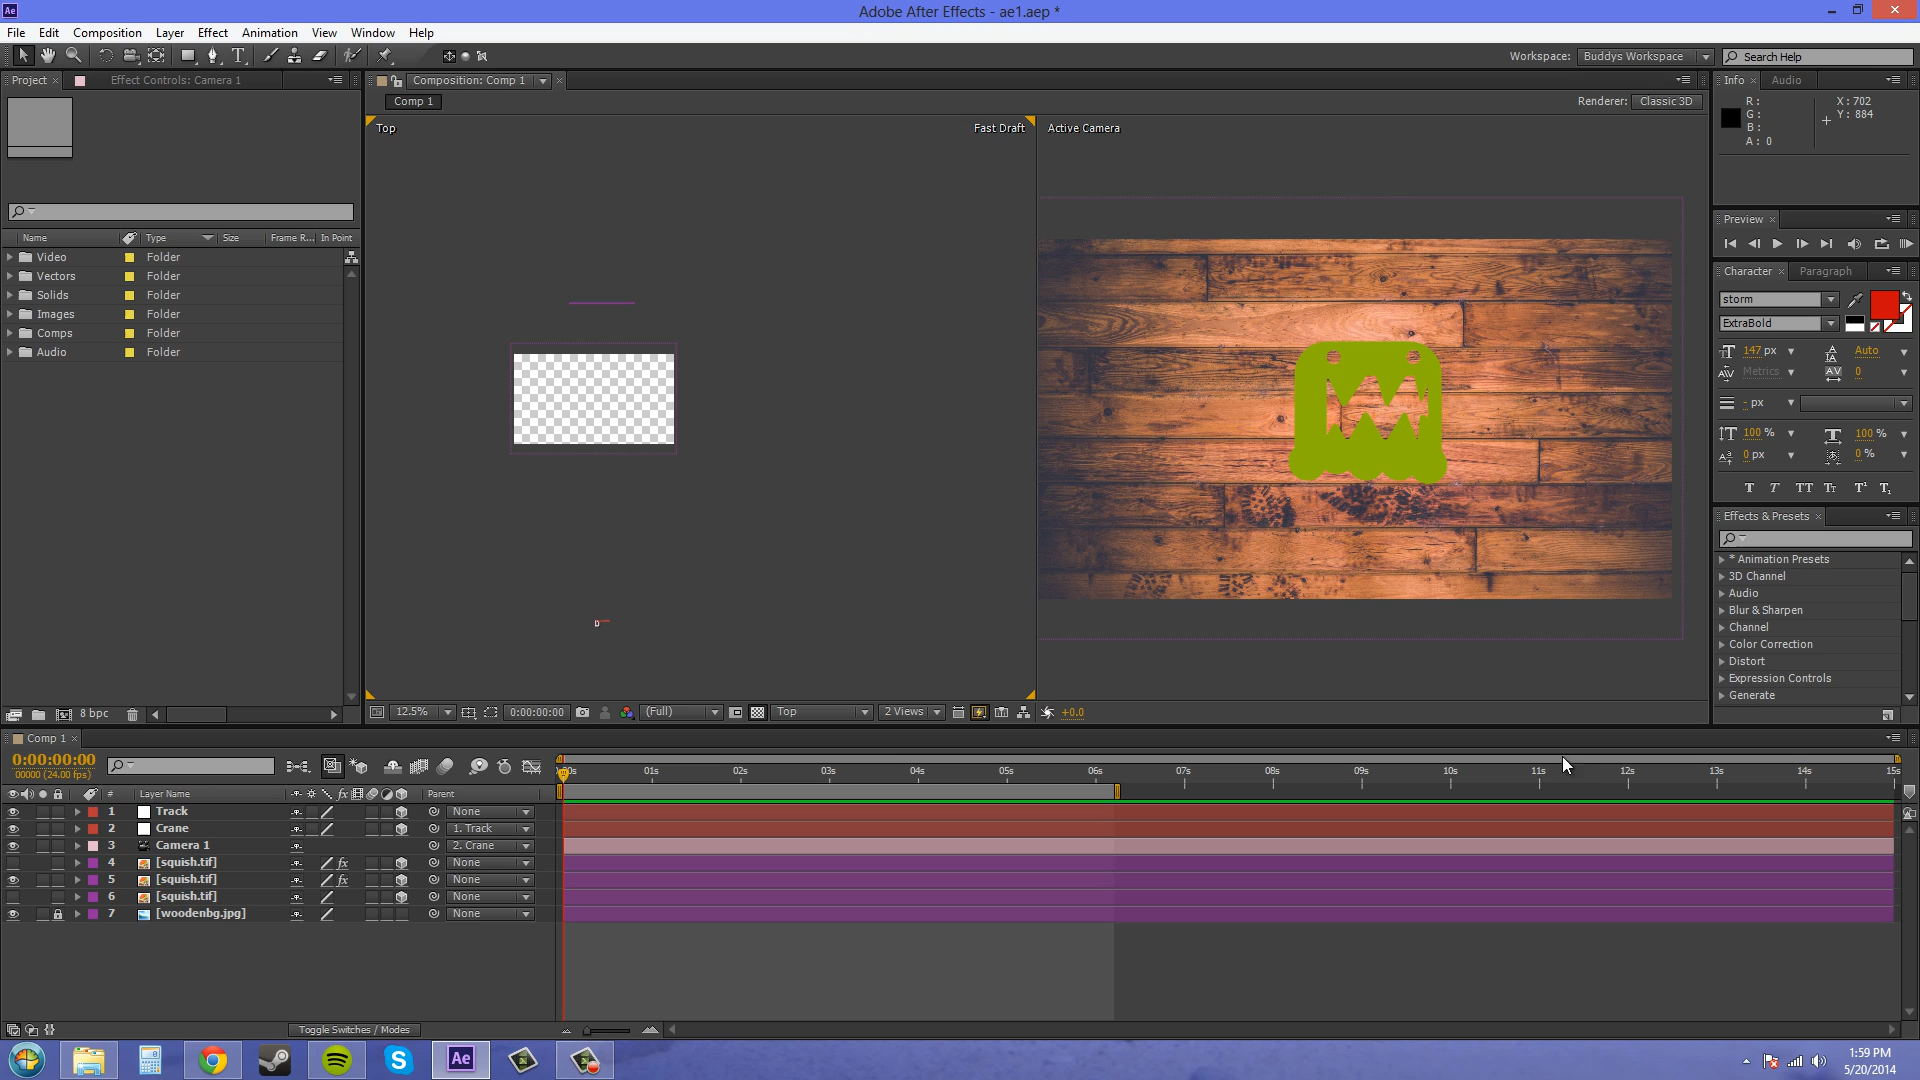 Ae
Adobe After Effects - ae1.aep *
File Edit Composition Layer Effect Animation View Window Help
Workspace: Buddys Workspace Search Help
Project Effect Controls: Camera 1
Composition: Comp 1
Info Audio
Comp 1
Renderer: Classic 3D
R:
G:
B:
A: 0
X: 702
Y: 884
Top Fast Draft Active Camera
Name Type Size Frame R... In Point
Video Folder
Vectors Folder
Solids Folder
Images Folder
Comps Folder
Audio Folder
Preview
Character Paragraph
storm
ExtraBold
147 px Auto
Metrics 0
- px
100 % 100 %
0 px 0 %
Effects & Presets
* Animation Presets
3D Channel
Audio
Blur & Sharpen
Channel
Color Correction
Distort
Expression Controls
Generate
8 bpc
12.5% 0:00:00:00 (Full) Top 2 Views +0.0
Comp 1
0:00:00:00
00000 (24.00 fps)
:00s 01s 02s 03s 04s 05s 06s 07s 08s 09s 10s 11s 12s 13s 14s 15s
# Layer Name fx Parent
1 Track None
2 Crane 1. Track
3 Camera 1 2. Crane
4 [squish.tif] fx None
5 [squish.tif] fx None
6 [squish.tif] None
7 [woodenbg.jpg] None
Toggle Switches / Modes
Ae
1:59 PM
5/20/2014